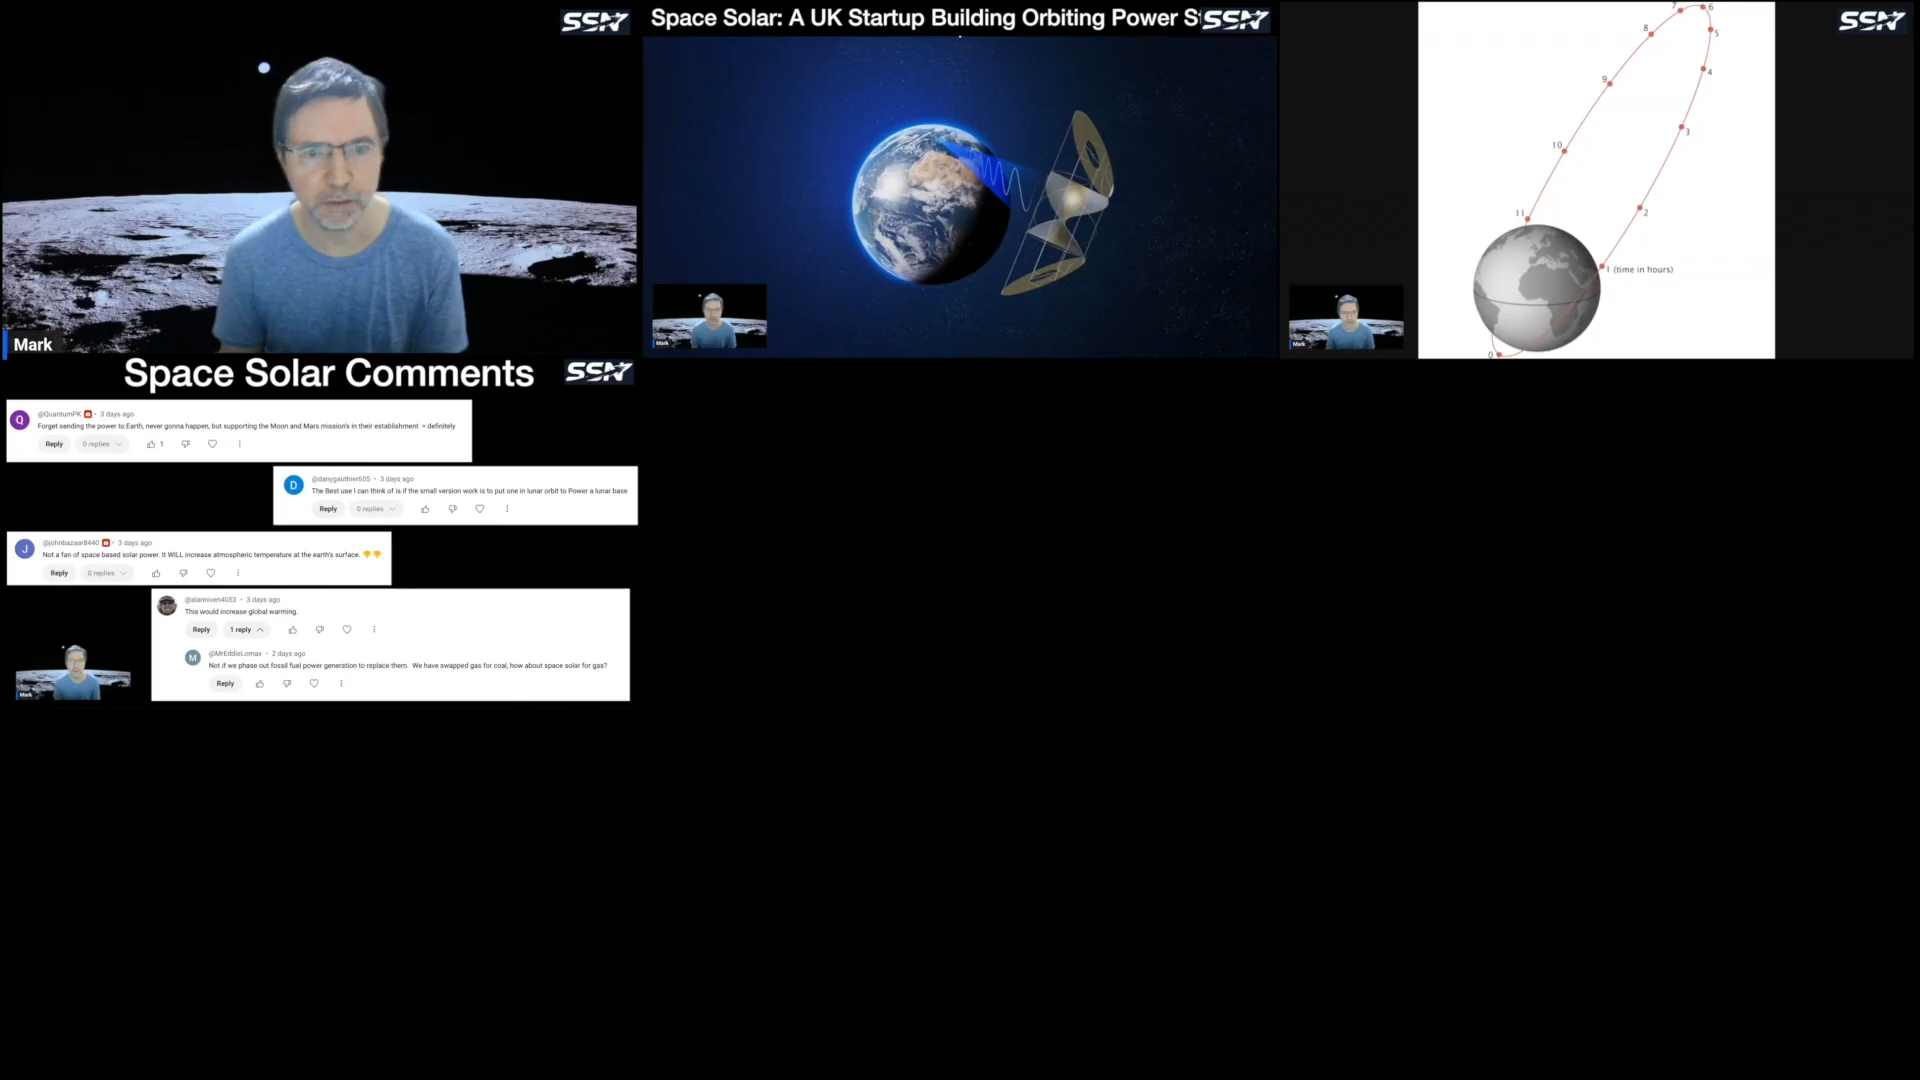 SSN
Mark
Space Solar: A UK Startup Building Orbiting Power S
SSN
Mark
SSN
7
6
8
5
4
9
3
10
2
11
1 (time in hours)
0
Mark
Space Solar Comments
SSN
Q
@QuantumPK • 3 days ago
Forget sending the power to Earth, never gonna happen, but supporting the Moon and Mars mission's in their establishment = definitely
Reply 0 replies 1
D
@danygauthier605 • 3 days ago
The Best use I can think of is if the small version work is to put one in lunar orbit to Power a lunar base
Reply 0 replies
J
@johnbazaar8440 • 3 days ago
Not a fan of space based solar power. It WILL increase atmospheric temperature at the earth's surface. 👎👎
Reply 0 replies
@alanniven4053 • 3 days ago
This would increase global warming.
Reply 1 reply
M
@MrEddieLomax • 2 days ago
Not if we phase out fossil fuel power generation to replace them. We have swapped gas for coal, how about space solar for gas?
Reply
Mark